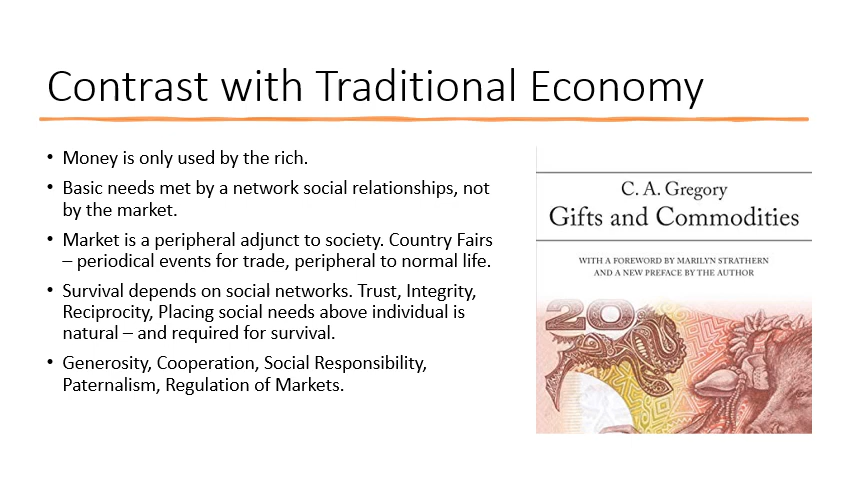 Contrast with Traditional Economy
• Money is only used by the rich.
• Basic needs met by a network social relationships, not
by the market.
• Market is a peripheral adjunct to society. Country Fairs
– periodical events for trade, peripheral to normal life.
• Survival depends on social networks. Trust, Integrity,
Reciprocity, Placing social needs above individual is
natural – and required for survival.
• Generosity, Cooperation, Social Responsibility,
Paternalism, Regulation of Markets.
C. A. Gregory
Gifts and Commodities
WITH A FOREWORD BY MARILYN STRATHERN
AND A NEW PREFACE BY THE AUTHOR
20